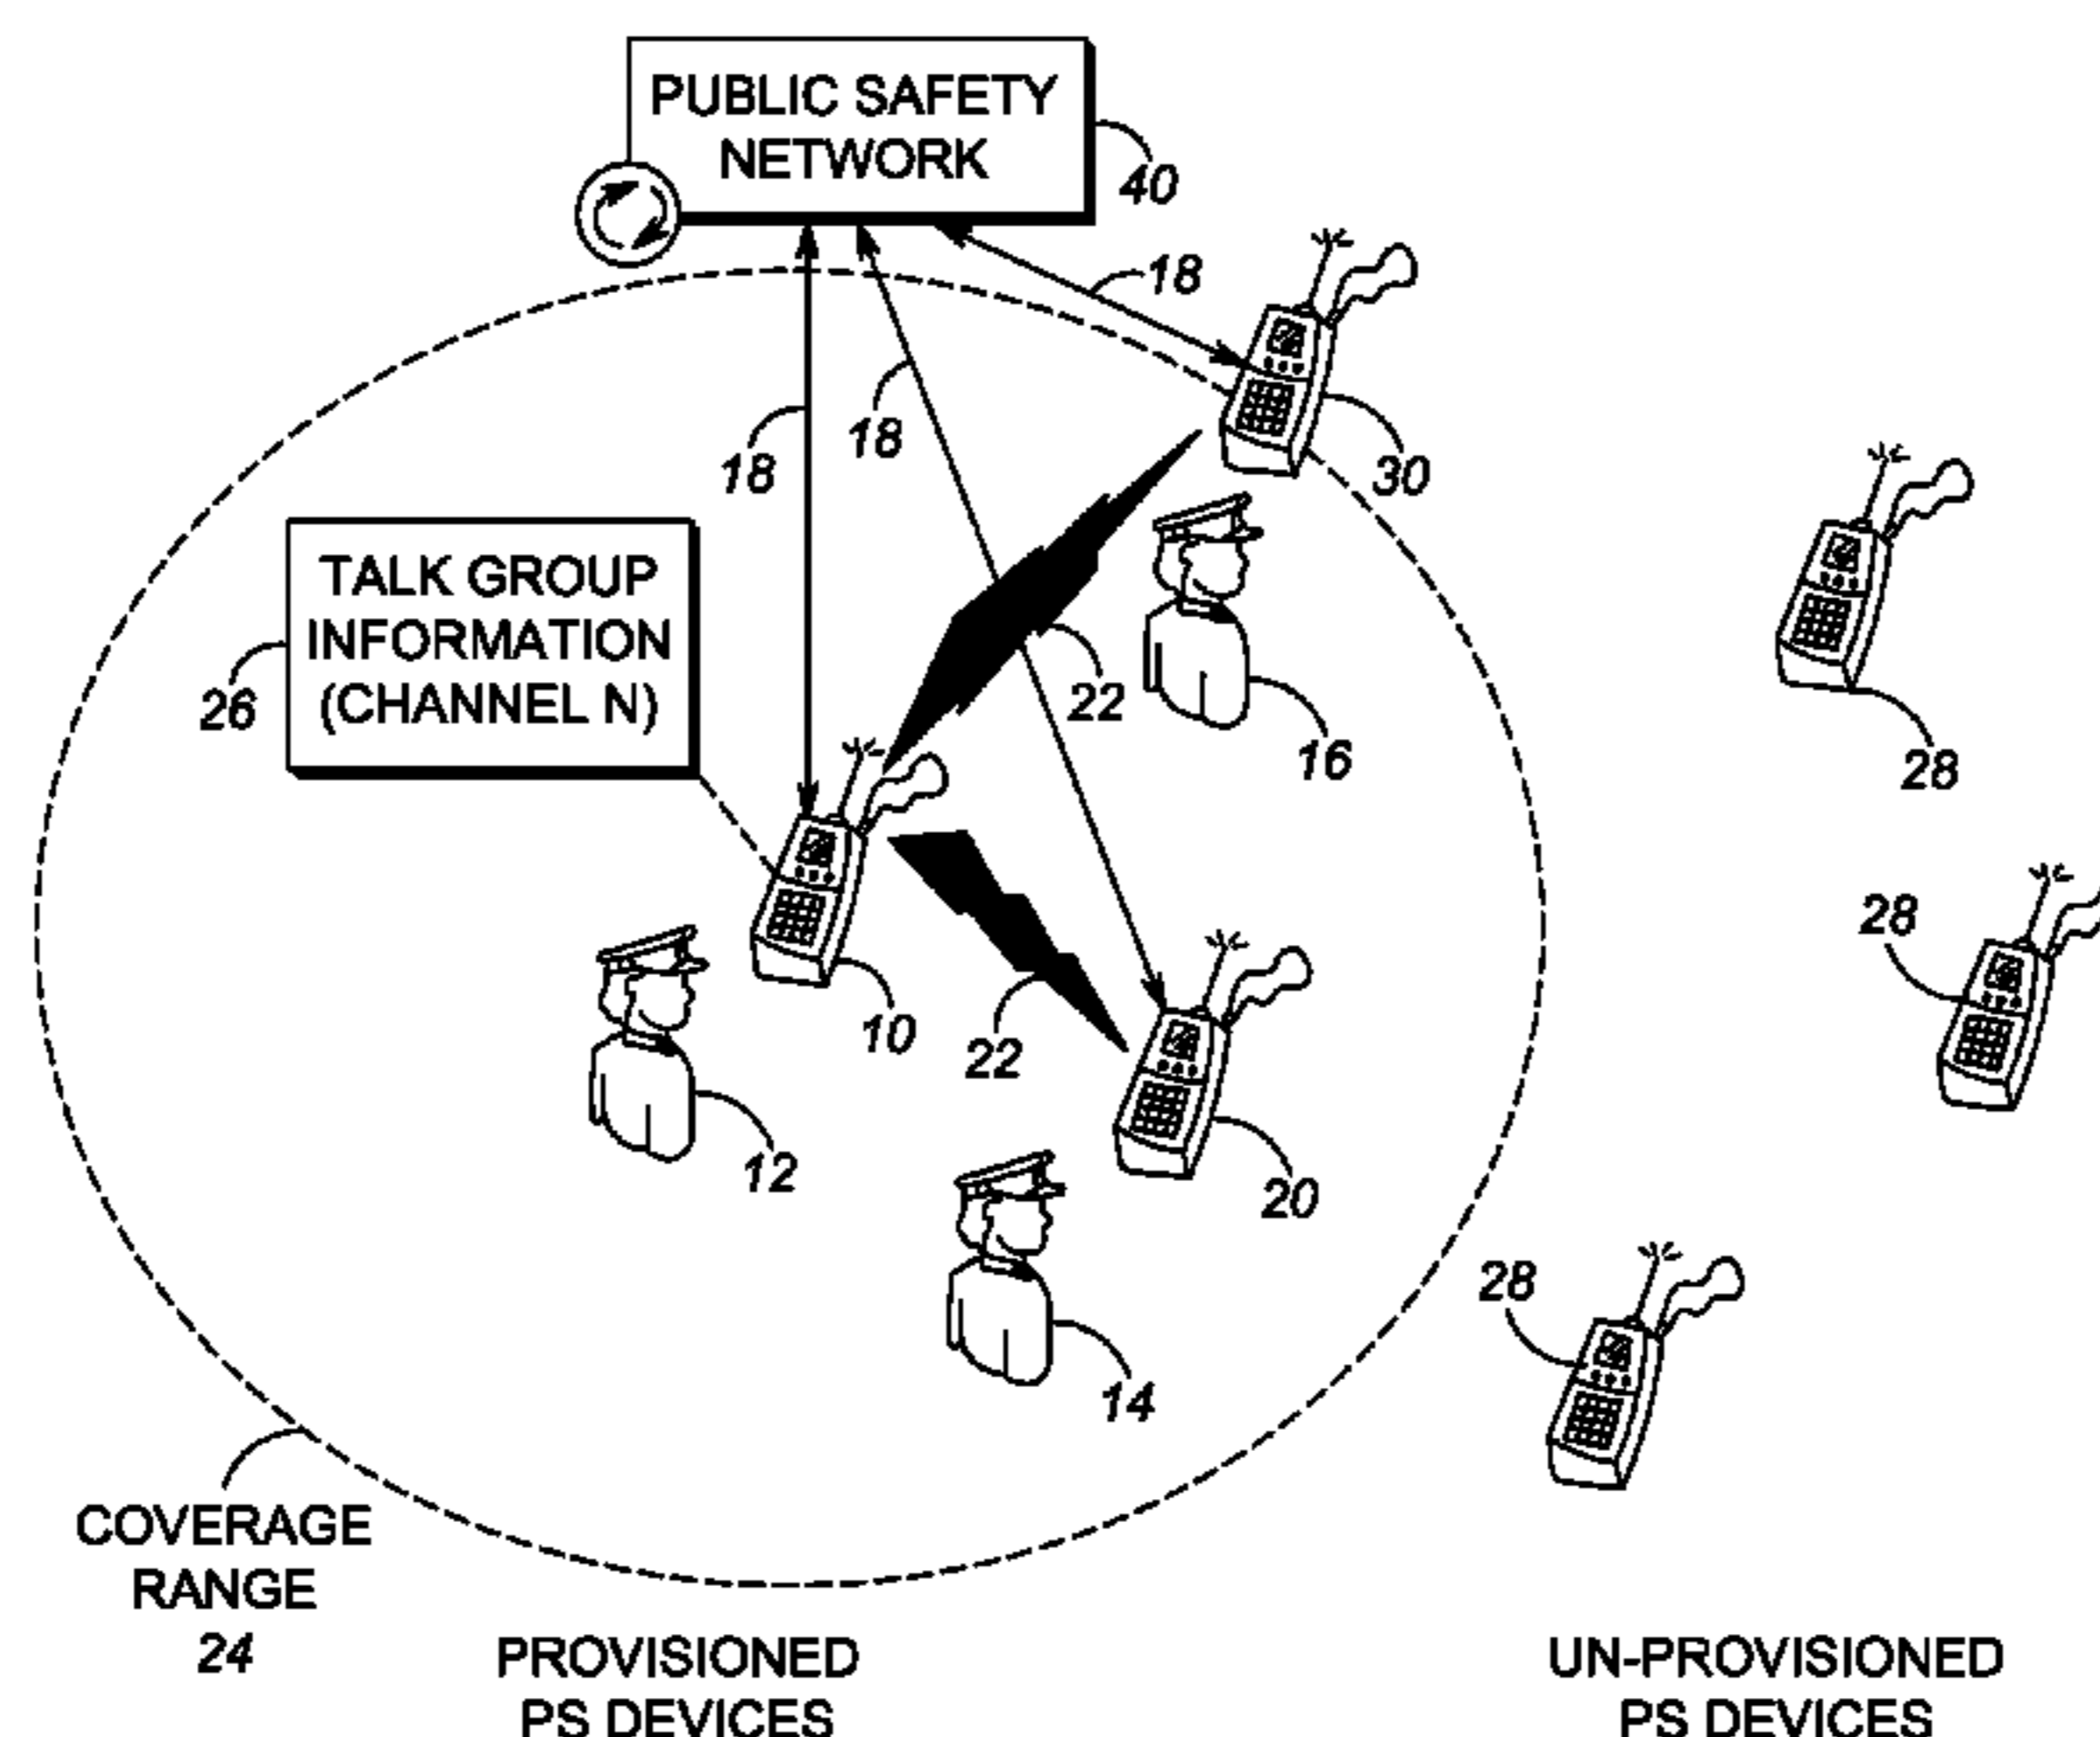 PUBLIC SAFETY
NETWORK
40
18
18
18
30
TALK GROUP
INFORMATION
(CHANNEL N)
26
22
16
28
28
10
22
12
20
28
14
COVERAGE
RANGE
24
PROVISIONED
PS DEVICES
UN-PROVISIONED
PS DEVICES